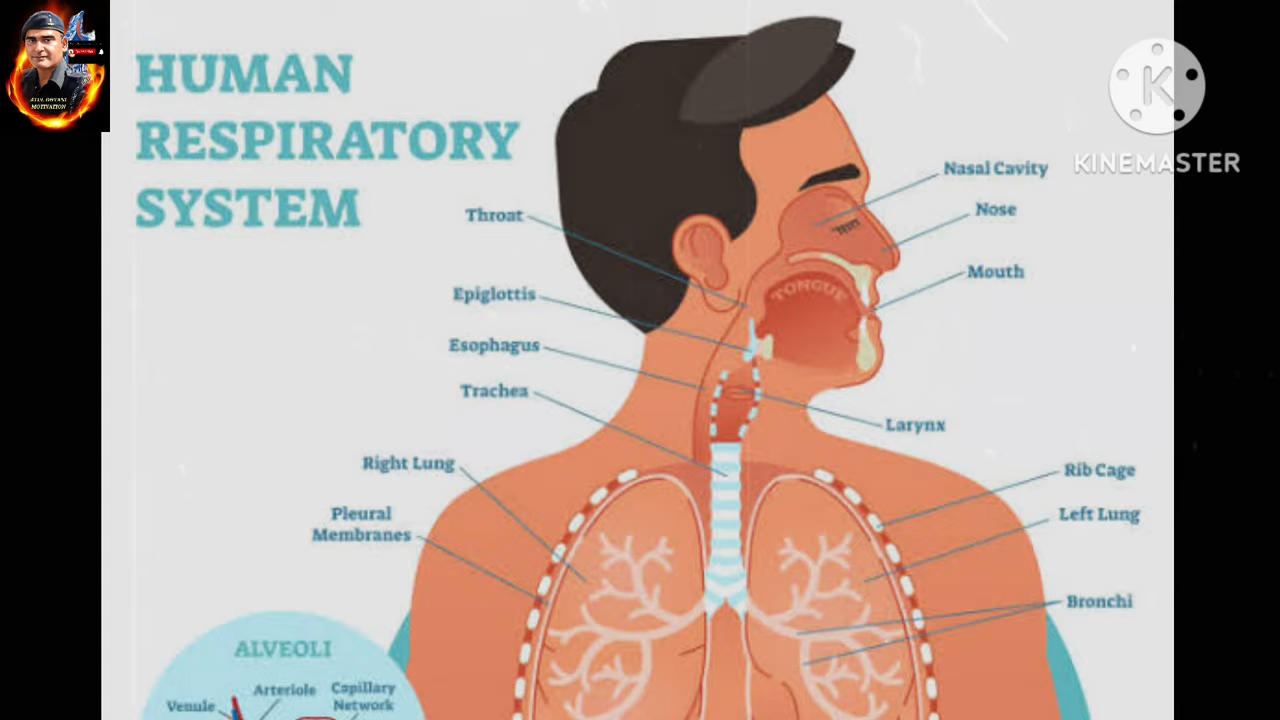 HUMAN
RESPIRATORY
SYSTEM
KINEMASTER
Nasal Cavity
Nose
Mouth
Throat
TONGUE
Epiglottis
Esophagus
Trachea
Larynx
Right Lung
Rib Cage
Left Lung
Pleural
Membranes
Bronchi
ALVEOLI
Arteriole
Capillary
Network
Venule
MOTIVATION